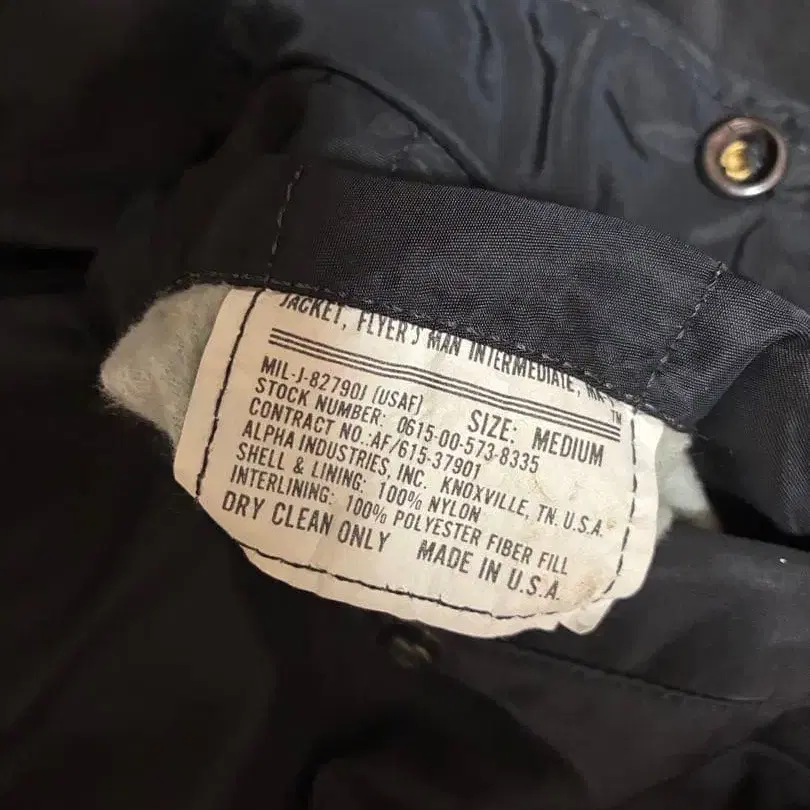 JACKET, FLYER'S MAN INTERMEDIATE,
TM
MIL-J-82790J (USAF) SIZE: MEDIUM
STOCK NUMBER: 0615-00-573-8335
CONTRACT NO.:AF/615-37901
ALPHA INDUSTRIES, INC. KNOXVILLE, TN. U.S.A.
SHELL & LINING: 100% NYLON
INTERLINING: 100% POLYESTER FIBER FILL
DRY CLEAN ONLY MADE IN U.S.A.